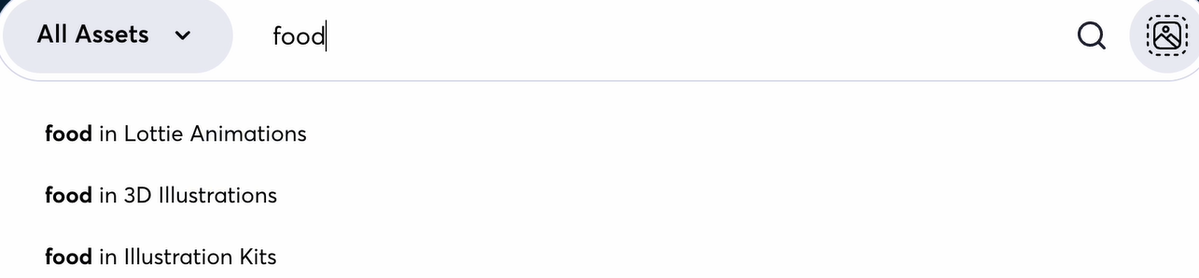 All Assets food
food in Lottie Animations
food in 3D Illustrations
food in Illustration Kits